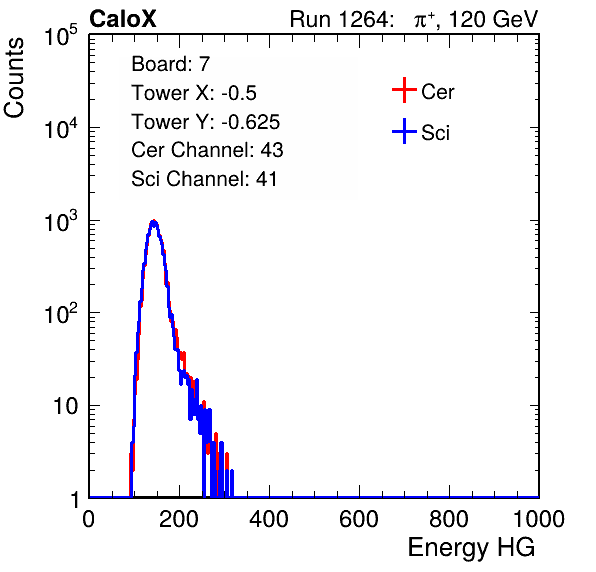 CaloX Run 1264: π⁺, 120 GeV
Counts
Board: 7
Tower X: -0.5
Tower Y: -0.625
Cer Channel: 43
Sci Channel: 41
Cer
Sci
10⁵
10⁴
10³
10²
10
1
0 200 400 600 800 1000
Energy HG